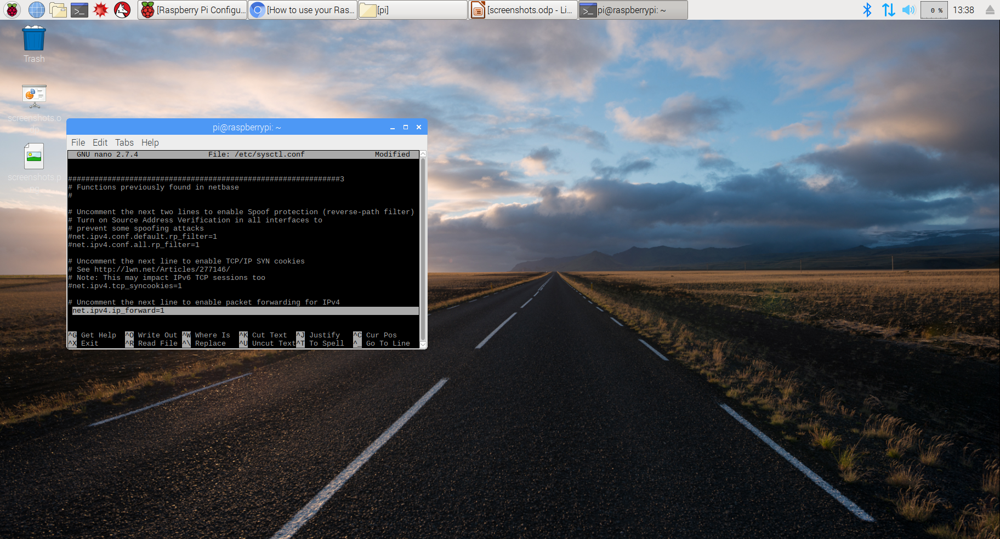 [Raspberry Pi Configu...
[How to use your Ras...
[pi]
[screenshots.odp - Li...
pi@raspberrypi: ~
0 %
13:38
Trash
screenshots.o
dp
screenshots.p
ng
pi@raspberrypi: ~
File Edit Tabs Help
GNU nano 2.7.4 File: /etc/sysctl.conf Modified
##############################################################3
# Functions previously found in netbase
#
# Uncomment the next two lines to enable Spoof protection (reverse-path filter)
# Turn on Source Address Verification in all interfaces to
# prevent some spoofing attacks
#net.ipv4.conf.default.rp_filter=1
#net.ipv4.conf.all.rp_filter=1
# Uncomment the next line to enable TCP/IP SYN cookies
# See http://lwn.net/Articles/277146/
# Note: This may impact IPv6 TCP sessions too
#net.ipv4.tcp_syncookies=1
# Uncomment the next line to enable packet forwarding for IPv4
net.ipv4.ip_forward=1
^G Get Help ^O Write Out ^W Where Is ^K Cut Text ^J Justify ^C Cur Pos
^X Exit ^R Read File ^\ Replace ^U Uncut Text ^T To Spell ^_ Go To Line